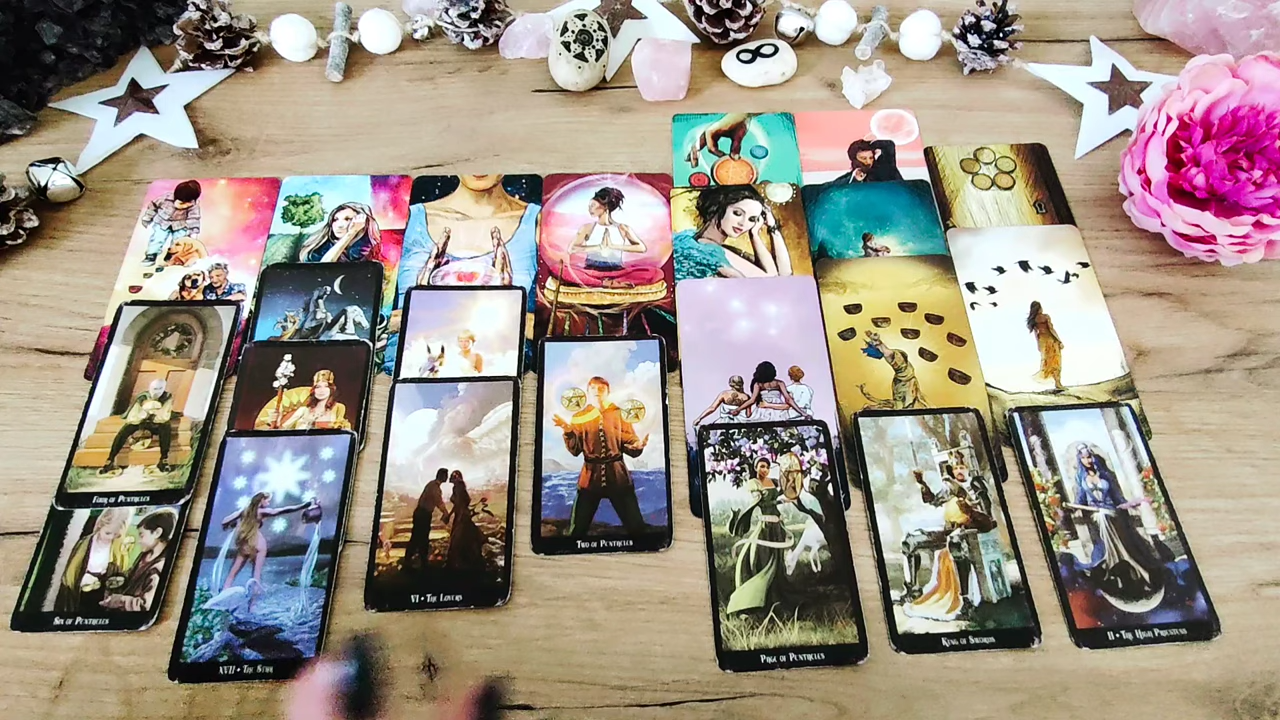 Four of Pentacles
Six of Pentacles
XVII • The Star
VI • The Lovers
Two of Pentacles
Page of Pentacles
King of Swords
II • The High Priestess